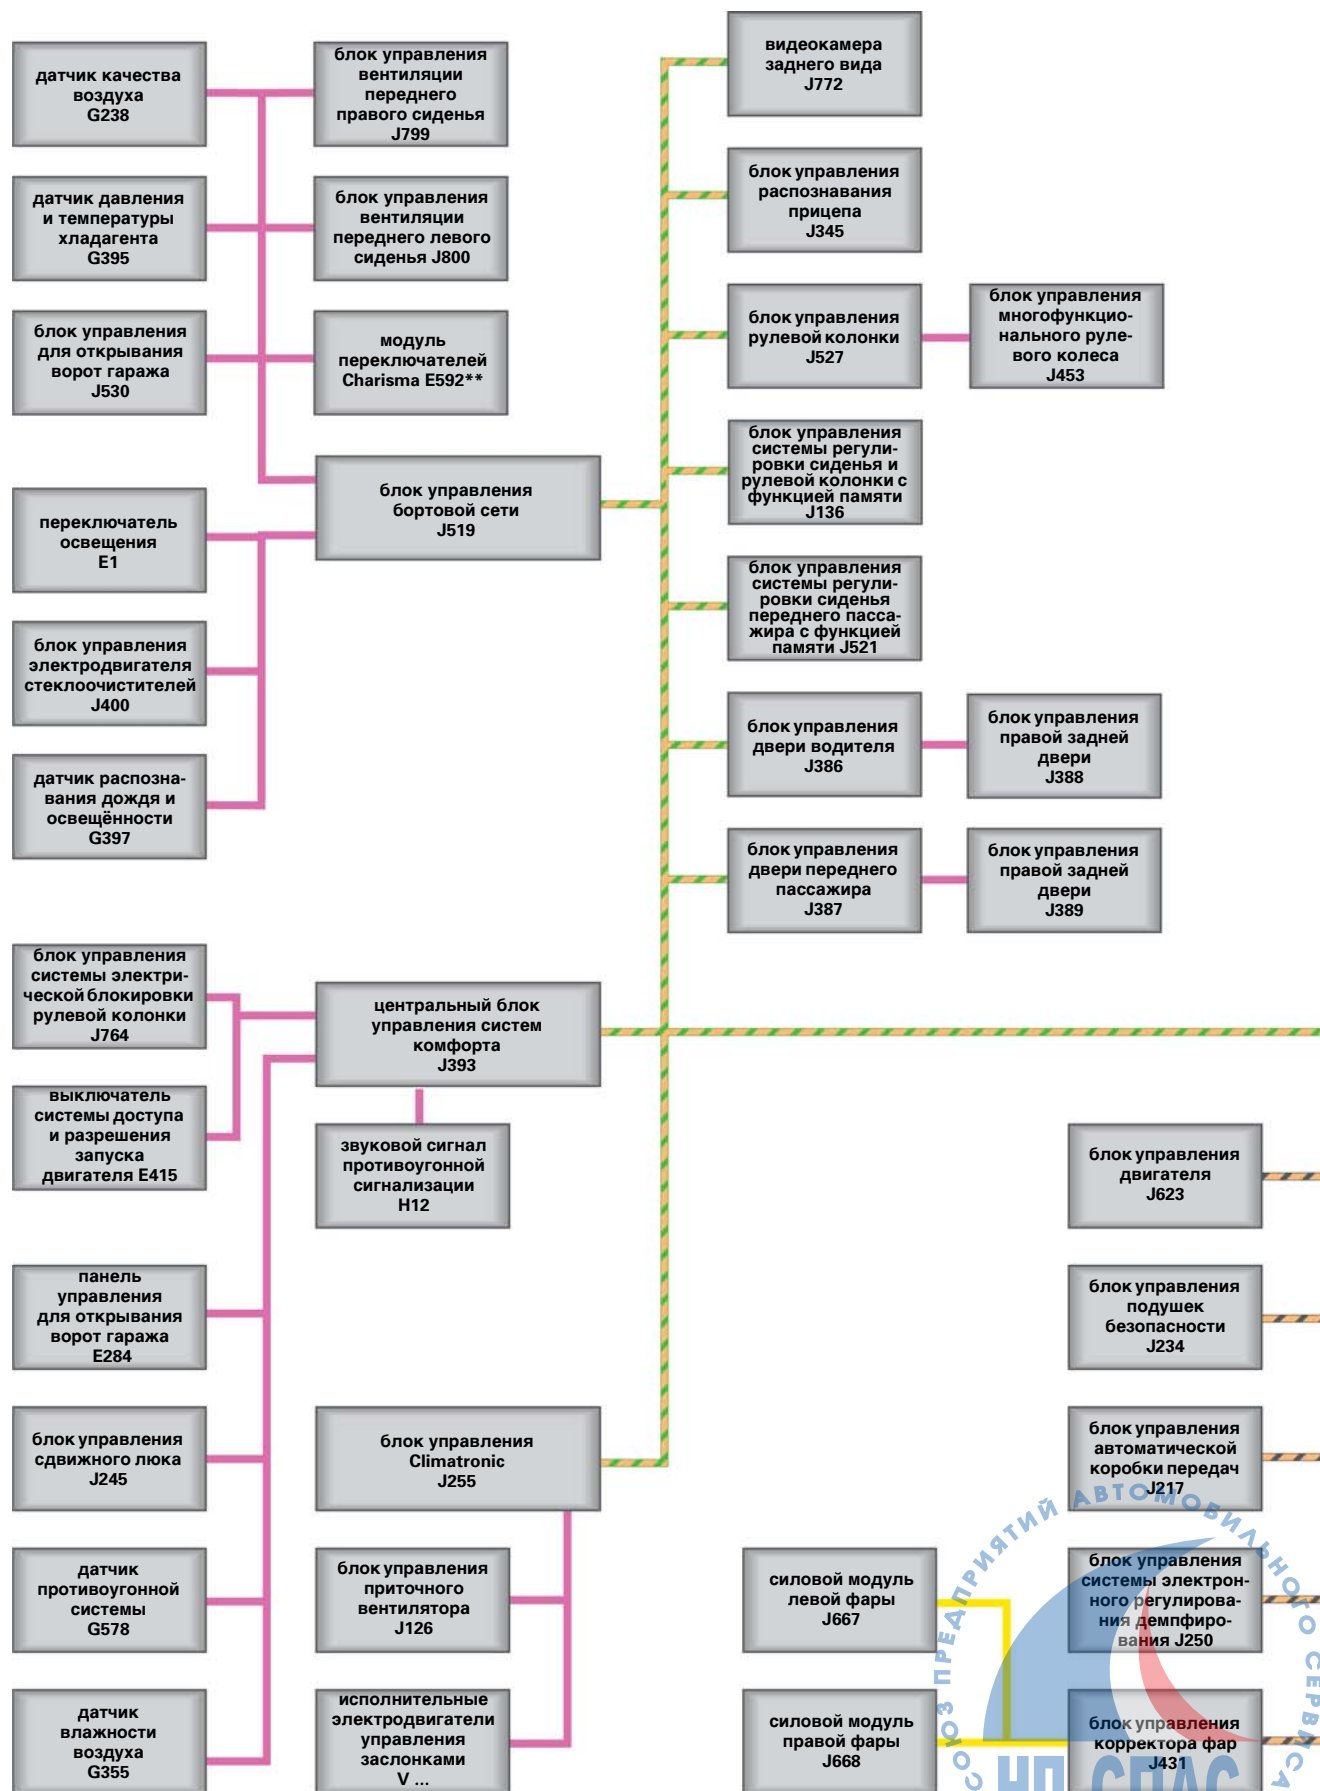 датчик качества
воздуха
G238
блок управления
вентиляции
переднего
правого сиденья
J799
видеокамера
заднего вида
J772
датчик давления
и температуры
хладагента
G395
блок управления
вентиляции
переднего левого
сиденья J800
блок управления
распознавания
прицепа
J345
блок управления
для открывания
ворот гаража
J530
модуль
переключателей
Charisma E592**
блок управления
рулевой колонки
J527
блок управления
многофункцио-
нального руле-
вого колеса
J453
блок управления
системы регули-
ровки сиденья и
рулевой колонки с
функцией памяти
J136
переключатель
освещения
E1
блок управления
бортовой сети
J519
блок управления
системы регули-
ровки сиденья
переднего пасса-
жира с функцией
памяти J521
блок управления
электродвигателя
стеклоочистителей
J400
блок управления
двери водителя
J386
блок управления
правой задней
двери
J388
датчик распозна-
вания дождя и
освещённости
G397
блок управления
двери переднего
пассажира
J387
блок управления
правой задней
двери
J389
блок управления
системы электри-
ческой блокировки
рулевой колонки
J764
центральный блок
управления систем
комфорта
J393
выключатель
системы доступа
и разрешения
запуска
двигателя E415
звуковой сигнал
противоугонной
сигнализации
H12
блок управления
двигателя
J623
панель
управления
для открывания
ворот гаража
E284
блок управления
подушек
безопасности
J234
блок управления
сдвижного люка
J245
блок управления
Climatronic
J255
блок управления
автоматической
коробки передач
J217
датчик
противоугонной
системы
G578
блок управления
приточного
вентилятора
J126
силовой модуль
левой фары
J667
блок управления
системы электрон-
ного регулирова-
ния демпфиро-
вания J250
датчик
влажности
воздуха
G355
исполнительные
электродвигатели
управления
заслонками
V ...
силовой модуль
правой фары
J668
блок управления
корректора фар
J431
СОЮЗ ПРЕДПРИЯТИЙ АВТОМОБИЛЬНОГО СЕРВИСА
НП СПАС